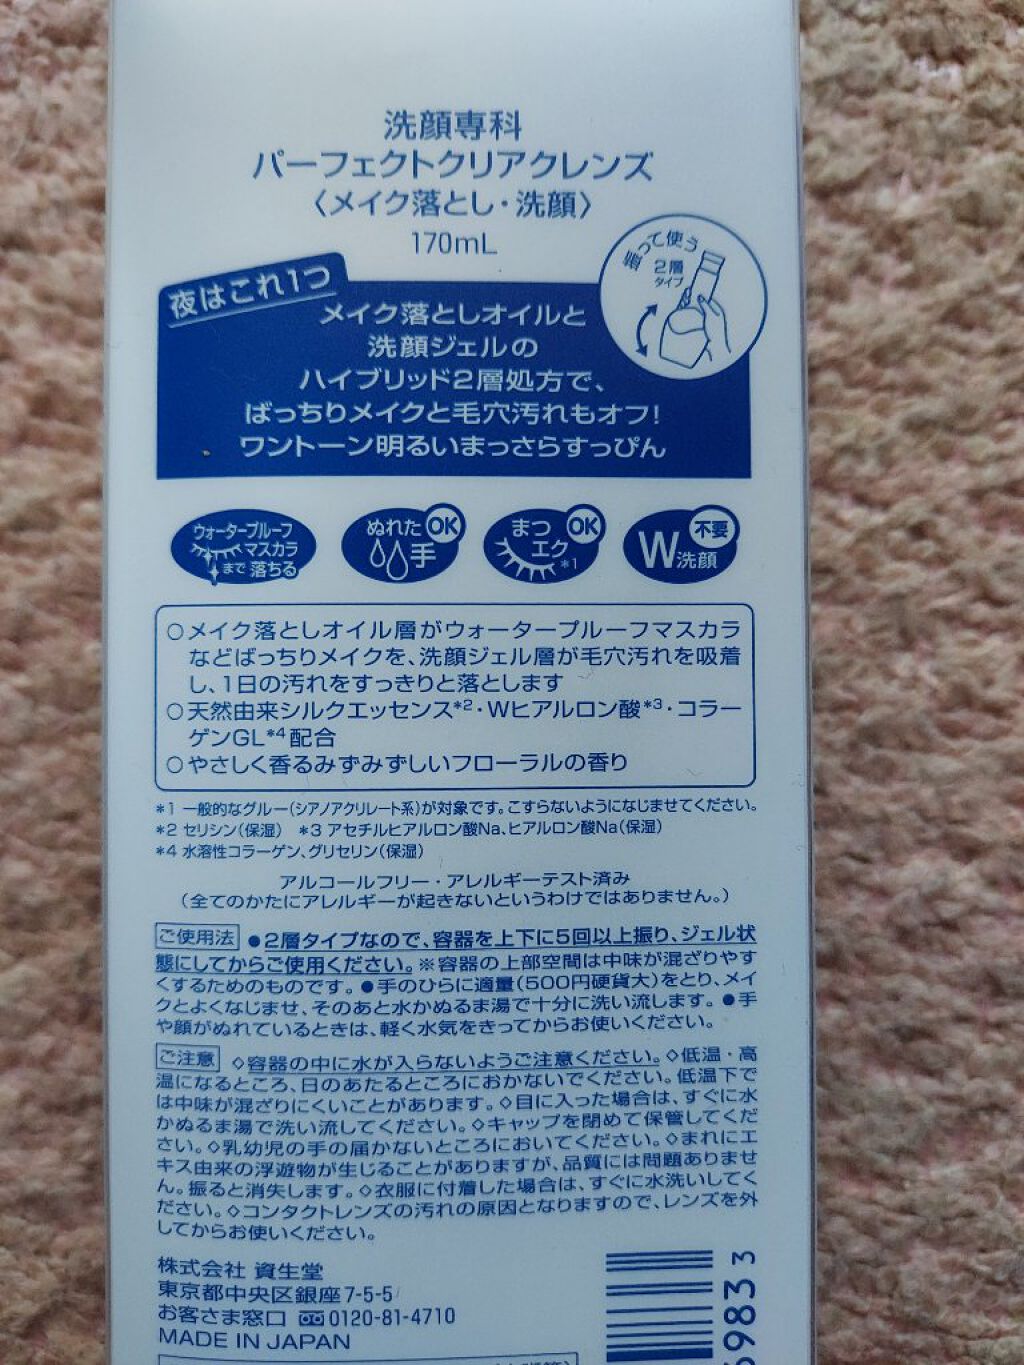 洗顔専科
パーフェクトクリアクレンズ
〈メイク落とし・洗顔〉
170mL
振って使う
2層
タイプ
夜はこれ1つ
メイク落としオイルと
洗顔ジェルの
ハイブリッド2層処方で、
ばっちりメイクと毛穴汚れもオフ!
ワントーン明るいまっさらすっぴん
ウォータープルーフ
マスカラ
まで 落ちる
ぬれた OK
手
まつ OK
エク*1
W洗顔 不要
○メイク落としオイル層がウォータープルーフマスカラ
などばっちりメイクを、洗顔ジェル層が毛穴汚れを吸着
し、1日の汚れをすっきりと落とします
○天然由来シルクエッセンス*2・Wヒアルロン酸*3・コラー
ゲンGL*4配合
○やさしく香るみずみずしいフローラルの香り
*1 一般的なグルー(シアノアクリレート系)が対象です。こすらないようになじませてください。
*2 セリシン(保湿) *3 アセチルヒアルロン酸Na、ヒアルロン酸Na(保湿)
*4 水溶性コラーゲン、グリセリン(保湿)
アルコールフリー・アレルギーテスト済み
(全てのかたにアレルギーが起きないというわけではありません。)
ご使用法 ●2層タイプなので、容器を上下に5回以上振り、ジェル状
態にしてからご使用ください。※容器の上部空間は中味が混ざりやす
くするためのものです。●手のひらに適量(500円硬貨大)をとり、メイ
クとよくなじませ、そのあと水かぬるま湯で十分に洗い流します。●手
や顔がぬれているときは、軽く水気をきってからお使いください。
ご注意 ◇容器の中に水が入らないようご注意ください。◇低温・高
温になるところ、日のあたるところにおかないでください。低温下で
は中味が混ざりにくいことがあります。◇目に入った場合は、すぐに水
かぬるま湯で洗い流してください。◇キャップを閉めて保管してくだ
さい。◇乳幼児の手の届かないところにおいてください。◇まれにエ
キス由来の浮遊物が生じることがありますが、品質には問題ありませ
ん。振ると消失します。◇衣服に付着した場合は、すぐに水洗いしてく
ださい。◇コンタクトレンズの汚れの原因となりますので、レンズを外
してからお使いください。
株式会社 資生堂
東京都中央区銀座7-5-5
お客さま窓口 0120-81-4710
MADE IN JAPAN
6983 3